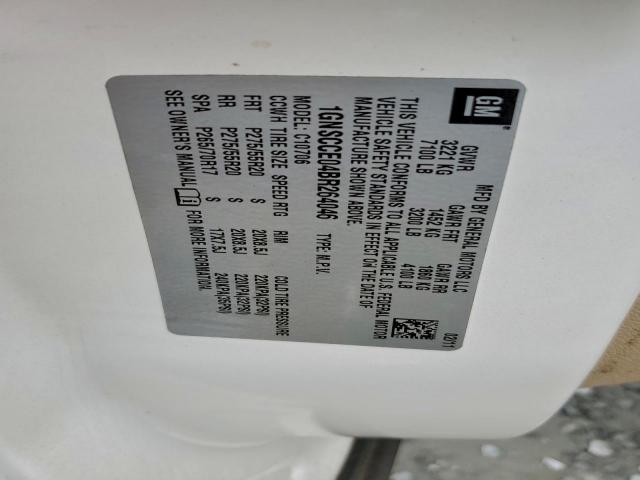 GM
MFD BY GENERAL MOTORS LLC 02/11
GVWR GAWR FRT GAWR RR
3221 KG 1452 KG 1860 KG
7100 LB 3200 LB 4100 LB
THIS VEHICLE CONFORMS TO ALL APPLICABLE U.S. FEDERAL MOTOR
VEHICLE SAFETY STANDARDS IN EFFECT ON THE DATE OF
MANUFACTURE SHOWN ABOVE.
1GNSCCE04BR264046 TYPE: M.P.V.
MODEL: C10706
CCWH TIRE SIZE SPEED RTG RIM COLD TIRE PRESSURE
FRT P275/55R20 S 20X8.5J 220KPA(32PSI)
RR P275/55R20 S 20X8.5J 220KPA(32PSI)
SPA P265/70R17 S 17X7.5J 240KPA(35PSI)
SEE OWNER'S MANUAL FOR MORE INFORMATION.